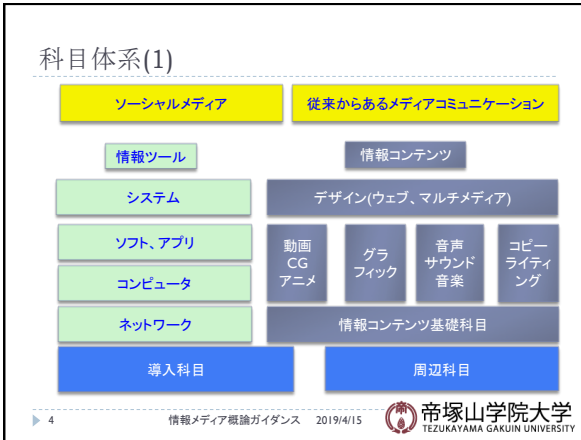 科目体系(1)
ソーシャルメディア
従来からあるメディアコミュニケーション
情報ツール
情報コンテンツ
システム
デザイン(ウェブ、マルチメディア)
ソフト、アプリ
コンピュータ
動画
CG
アニメ
グラ
フィック
音声
サウンド
音楽
コピー
ライティ
ング
ネットワーク
情報コンテンツ基礎科目
導入科目
周辺科目
4
情報メディア概論ガイダンス 2019/4/15
帝塚山学院大学
TEZUKAYAMA GAKUIN UNIVERSITY